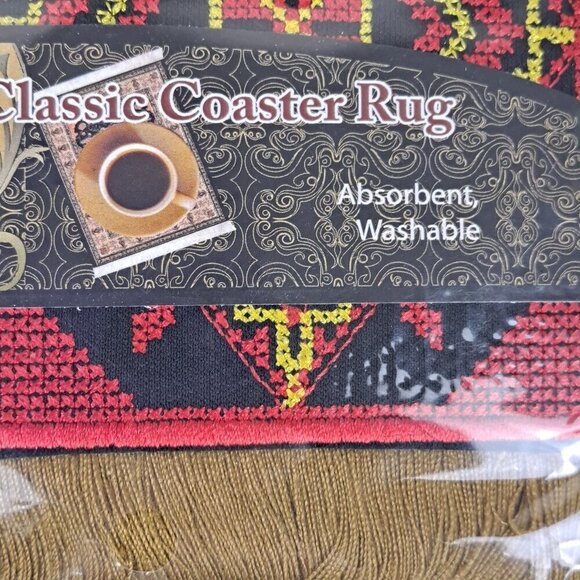 Classic Coaster Rug
Absorbent,
Washable